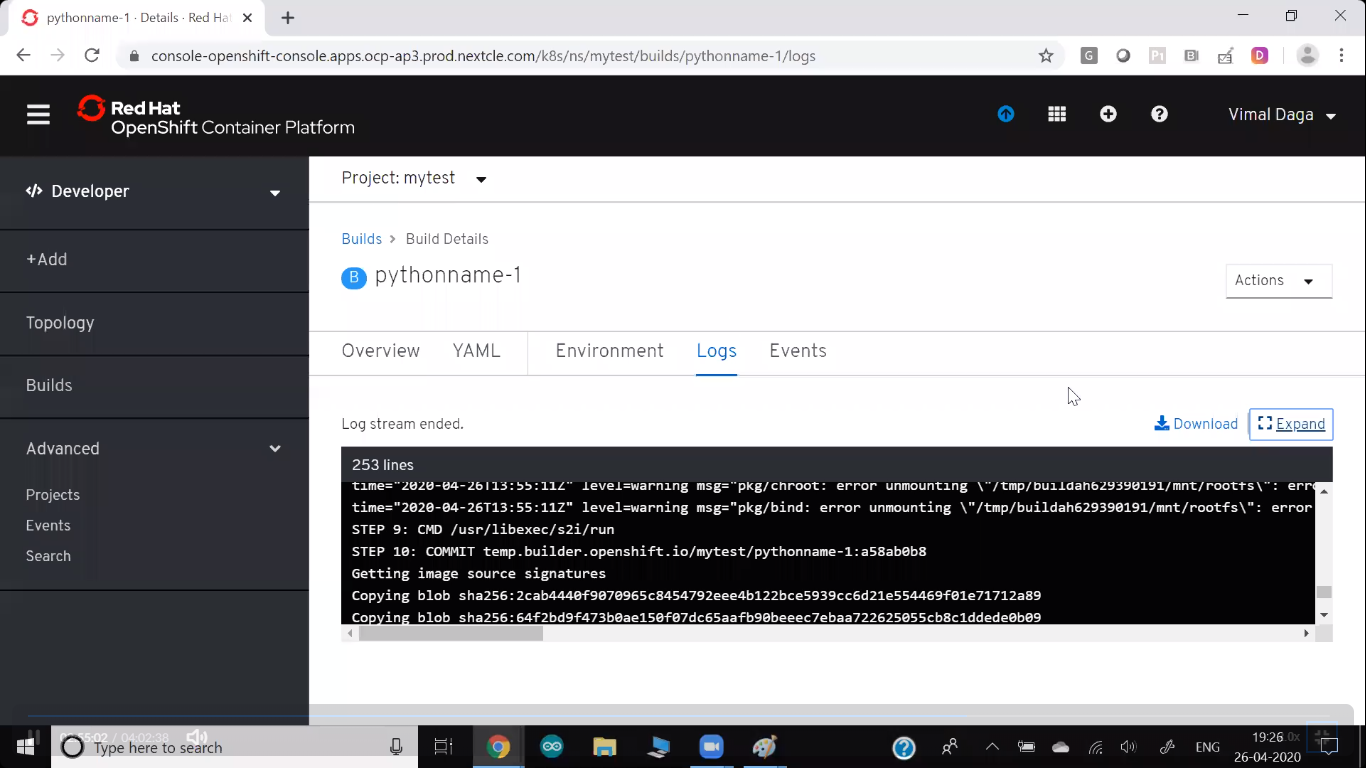 pythonname-1 · Details · Red Ha
console-openshift-console.apps.ocp-ap3.prod.nextcle.com/k8s/ns/mytest/builds/pythonname-1/logs
Red Hat
OpenShift Container Platform
Vimal Daga
Developer
Project: mytest
+Add
Topology
Builds
Advanced
Projects
Events
Search
Builds > Build Details
B pythonname-1
Actions
Overview YAML Environment Logs Events
Log stream ended.
Download Expand
253 lines
time="2020-04-26T13:55:11Z" level=warning msg="pkg/chroot: error unmounting \"/tmp/buildah629390191/mnt/rootfs\": erro
time="2020-04-26T13:55:11Z" level=warning msg="pkg/bind: error unmounting \"/tmp/buildah629390191/mnt/rootfs\": error
STEP 9: CMD /usr/libexec/s2i/run
STEP 10: COMMIT temp.builder.openshift.io/mytest/pythonname-1:a58ab0b8
Getting image source signatures
Copying blob sha256:2cab4440f9070965c8454792eee4b122bce5939cc6d21e554469f01e71712a89
Copying blob sha256:64f2bd9f473b0ae150f07dc65aafb90beeec7ebaa722625055cb8c1ddede0b09
/ 04:02:38
Type here to search
ENG
19:26
26-04-2020